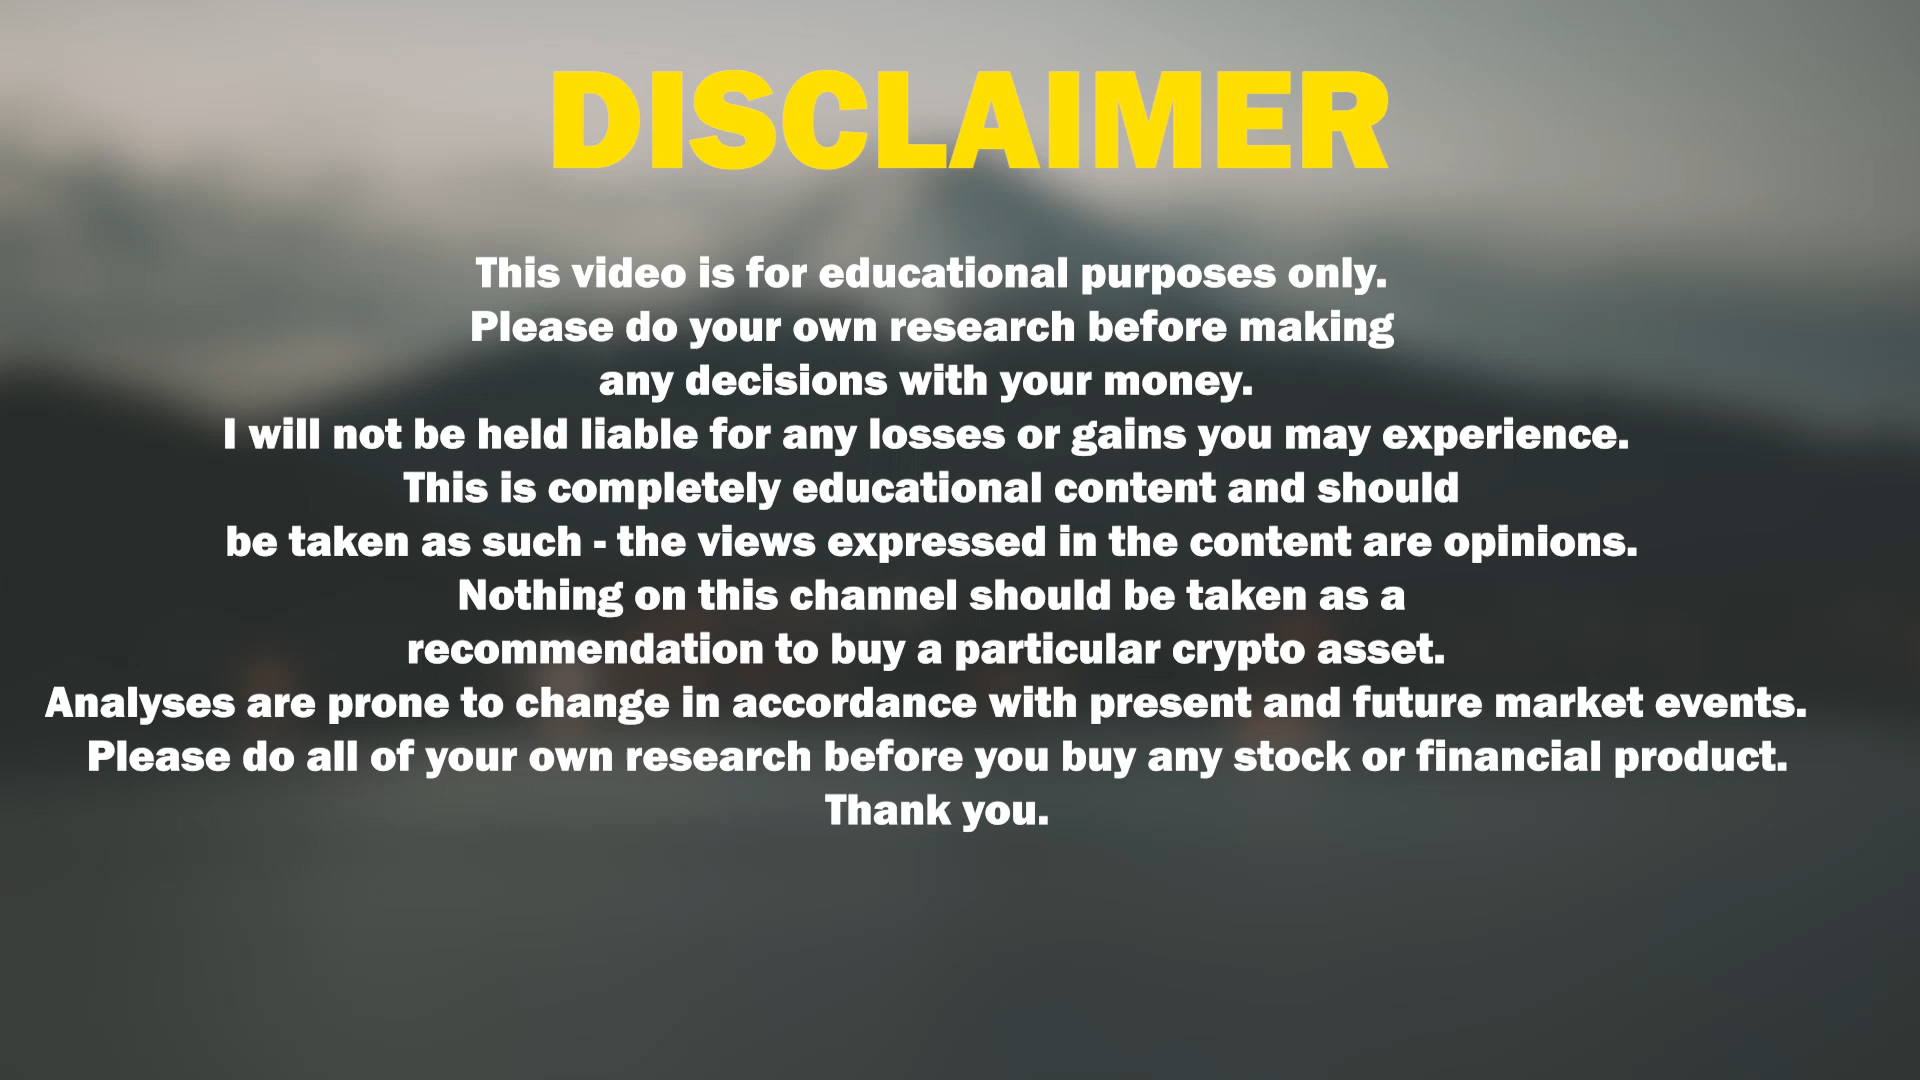 DISCLAIMER
This video is for educational purposes only.
Please do your own research before making
any decisions with your money.
I will not be held liable for any losses or gains you may experience.
This is completely educational content and should
be taken as such - the views expressed in the content are opinions.
Nothing on this channel should be taken as a
recommendation to buy a particular crypto asset.
Analyses are prone to change in accordance with present and future market events.
Please do all of your own research before you buy any stock or financial product.
Thank you.